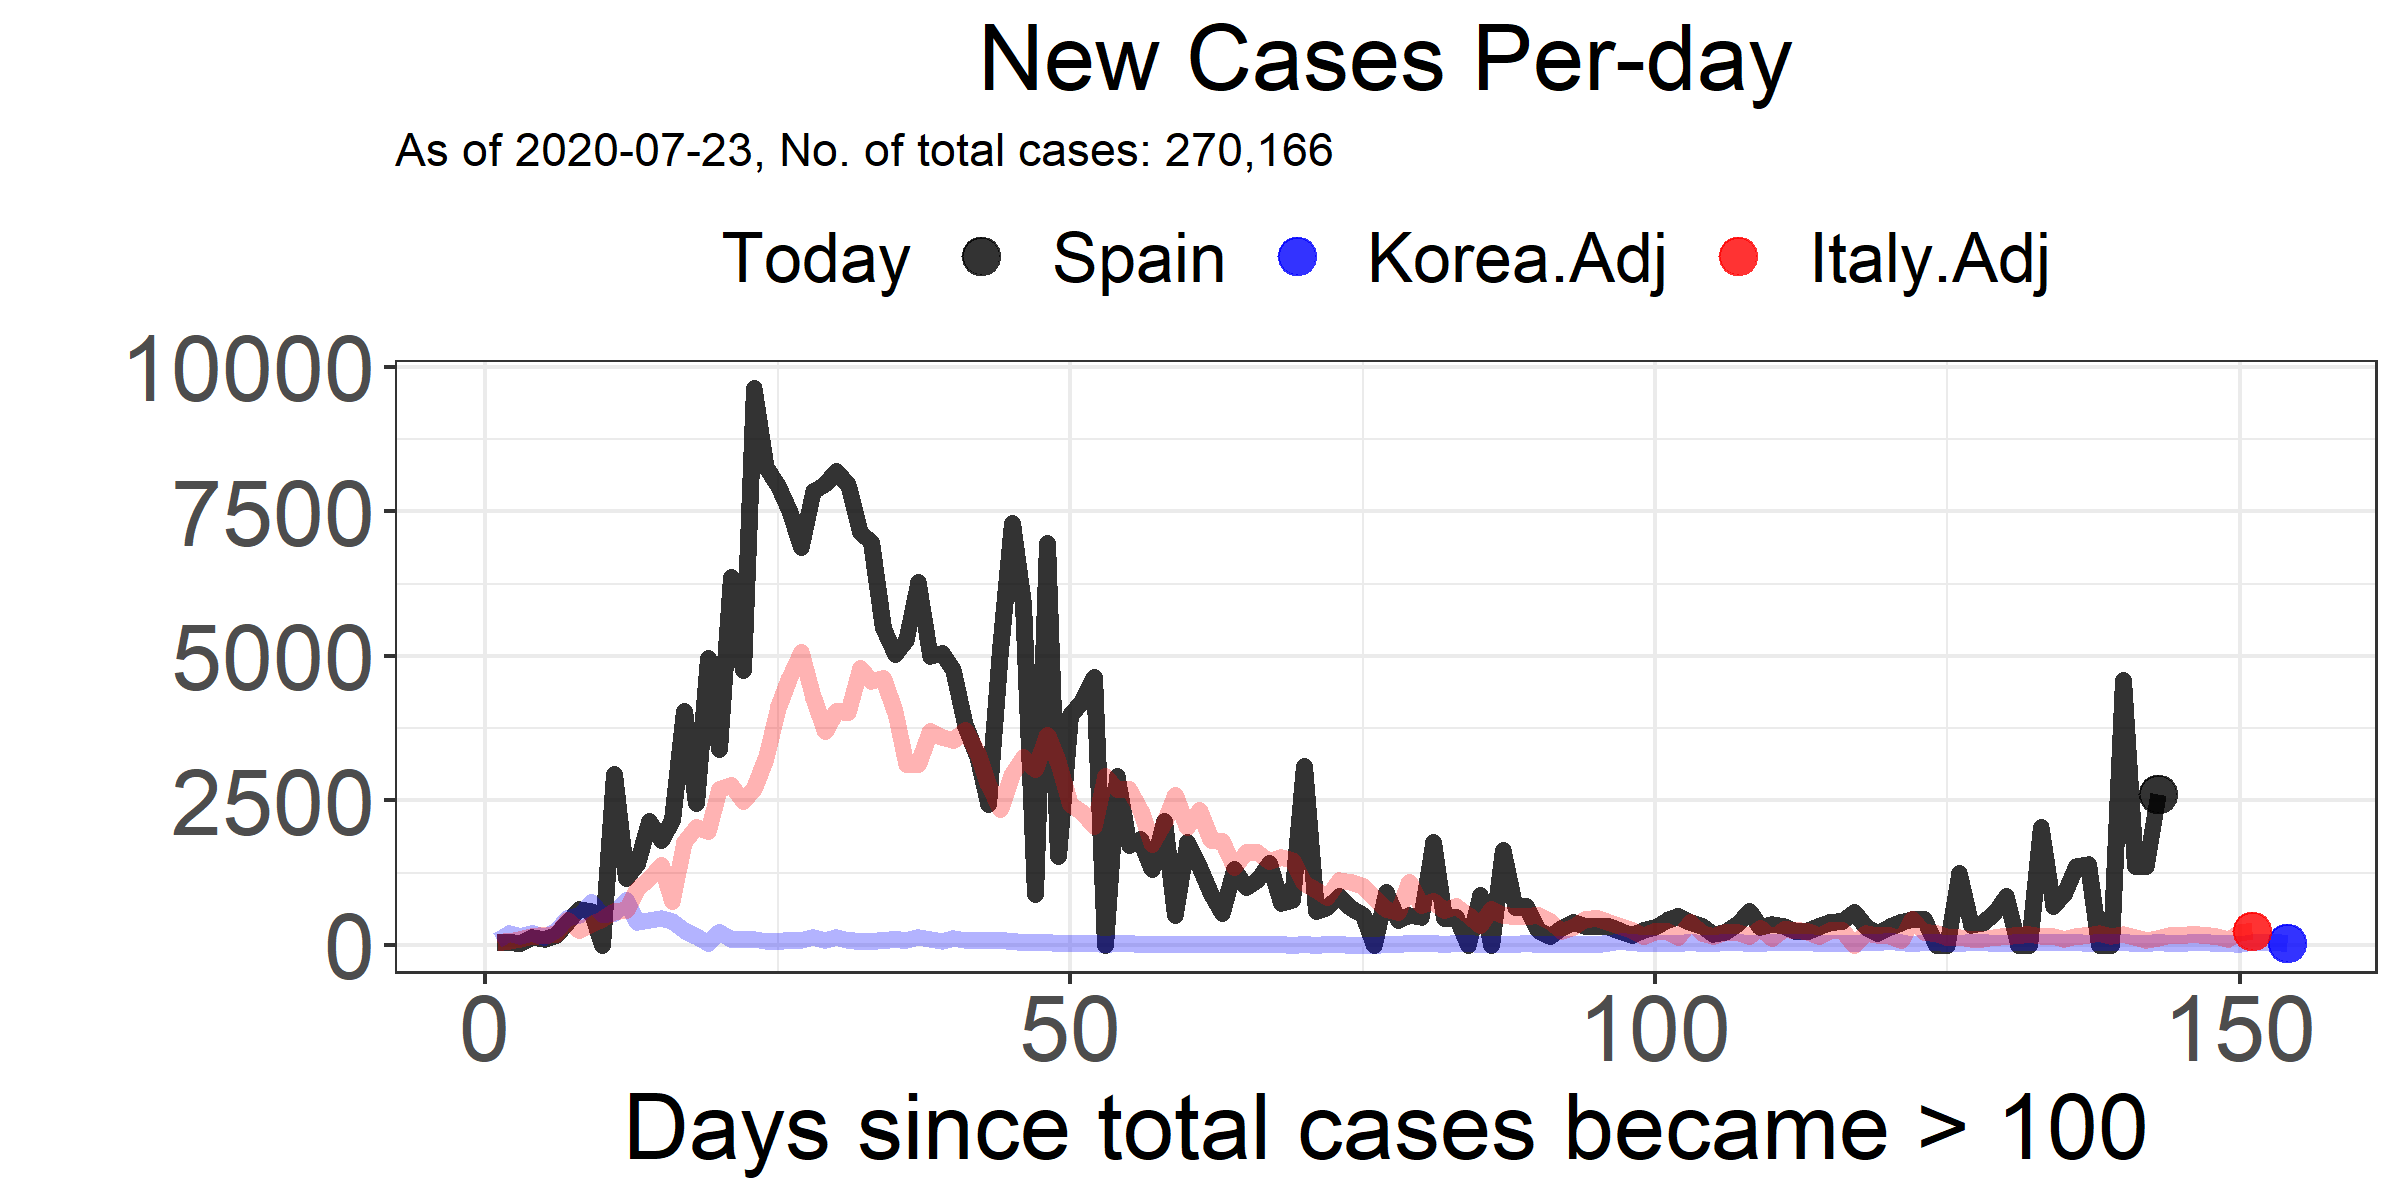 New Cases Per-day
As of 2020-07-23, No. of total cases: 270,166
Today Spain Korea.Adj Italy.Adj
10000
7500
5000
2500
0
0 50 100 150
Days since total cases became > 100